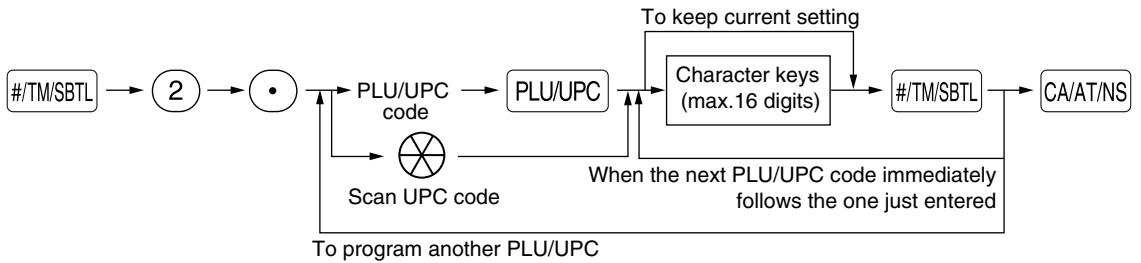 To keep current setting
#/TM/SBTL
2
•
PLU/UPC
code
PLU/UPC
Character keys
(max.16 digits)
#/TM/SBTL
CA/AT/NS
Scan UPC code
When the next PLU/UPC code immediately
follows the one just entered
To program another PLU/UPC